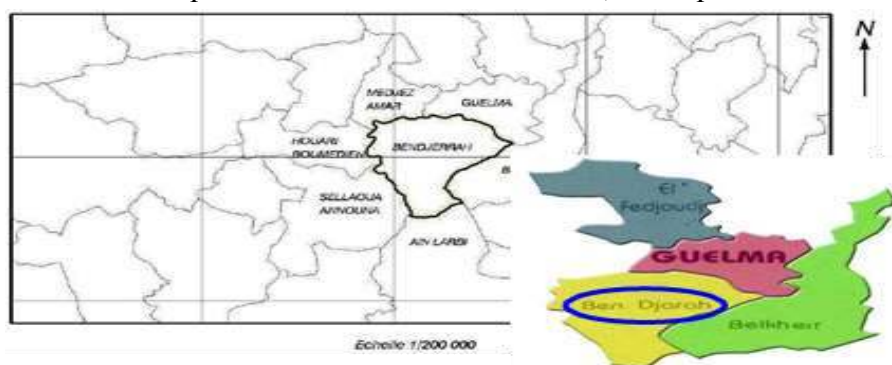 N
MEDJEZ
AMAR
GUELMA
HOUARI
BOUMEDIEN
BENDJERRAH
SELLAOUA
ANNOUNA
AIN LARBI
Echelle 1/200 000
El
Fedjoudj
GUELMA
Ben Djarah
Belkheir